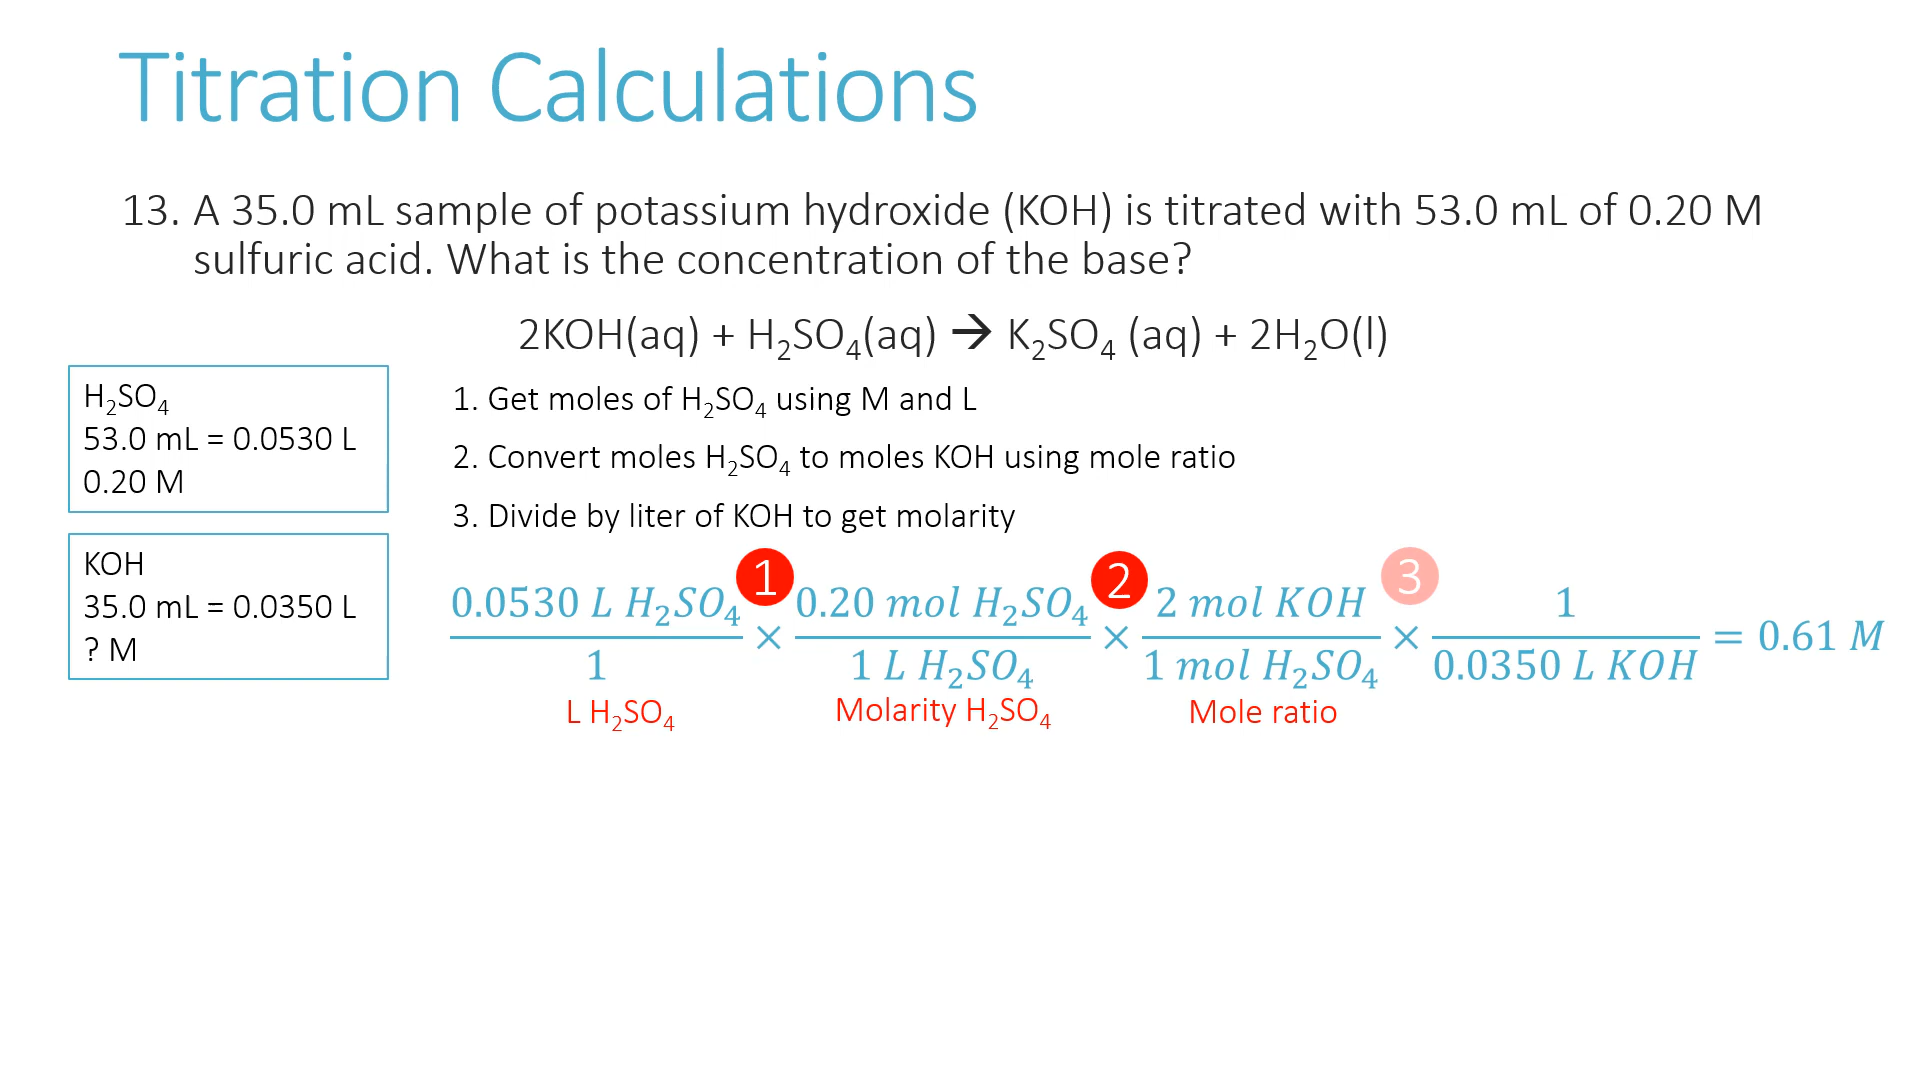 Titration Calculations
13. A 35.0 mL sample of potassium hydroxide (KOH) is titrated with 53.0 mL of 0.20 M
sulfuric acid. What is the concentration of the base?
2KOH(aq) + H₂SO₄(aq) → K₂SO₄ (aq) + 2H₂O(l)
H₂SO₄
53.0 mL = 0.0530 L
0.20 M
KOH
35.0 mL = 0.0350 L
? M
1. Get moles of H₂SO₄ using M and L
2. Convert moles H₂SO₄ to moles KOH using mole ratio
3. Divide by liter of KOH to get molarity
1 2 3
0.0530 L H₂SO₄ 0.20 mol H₂SO₄ 2 mol KOH 1
× × × = 0.61 M
1 1 L H₂SO₄ 1 mol H₂SO₄ 0.0350 L KOH
L H₂SO₄ Molarity H₂SO₄ Mole ratio